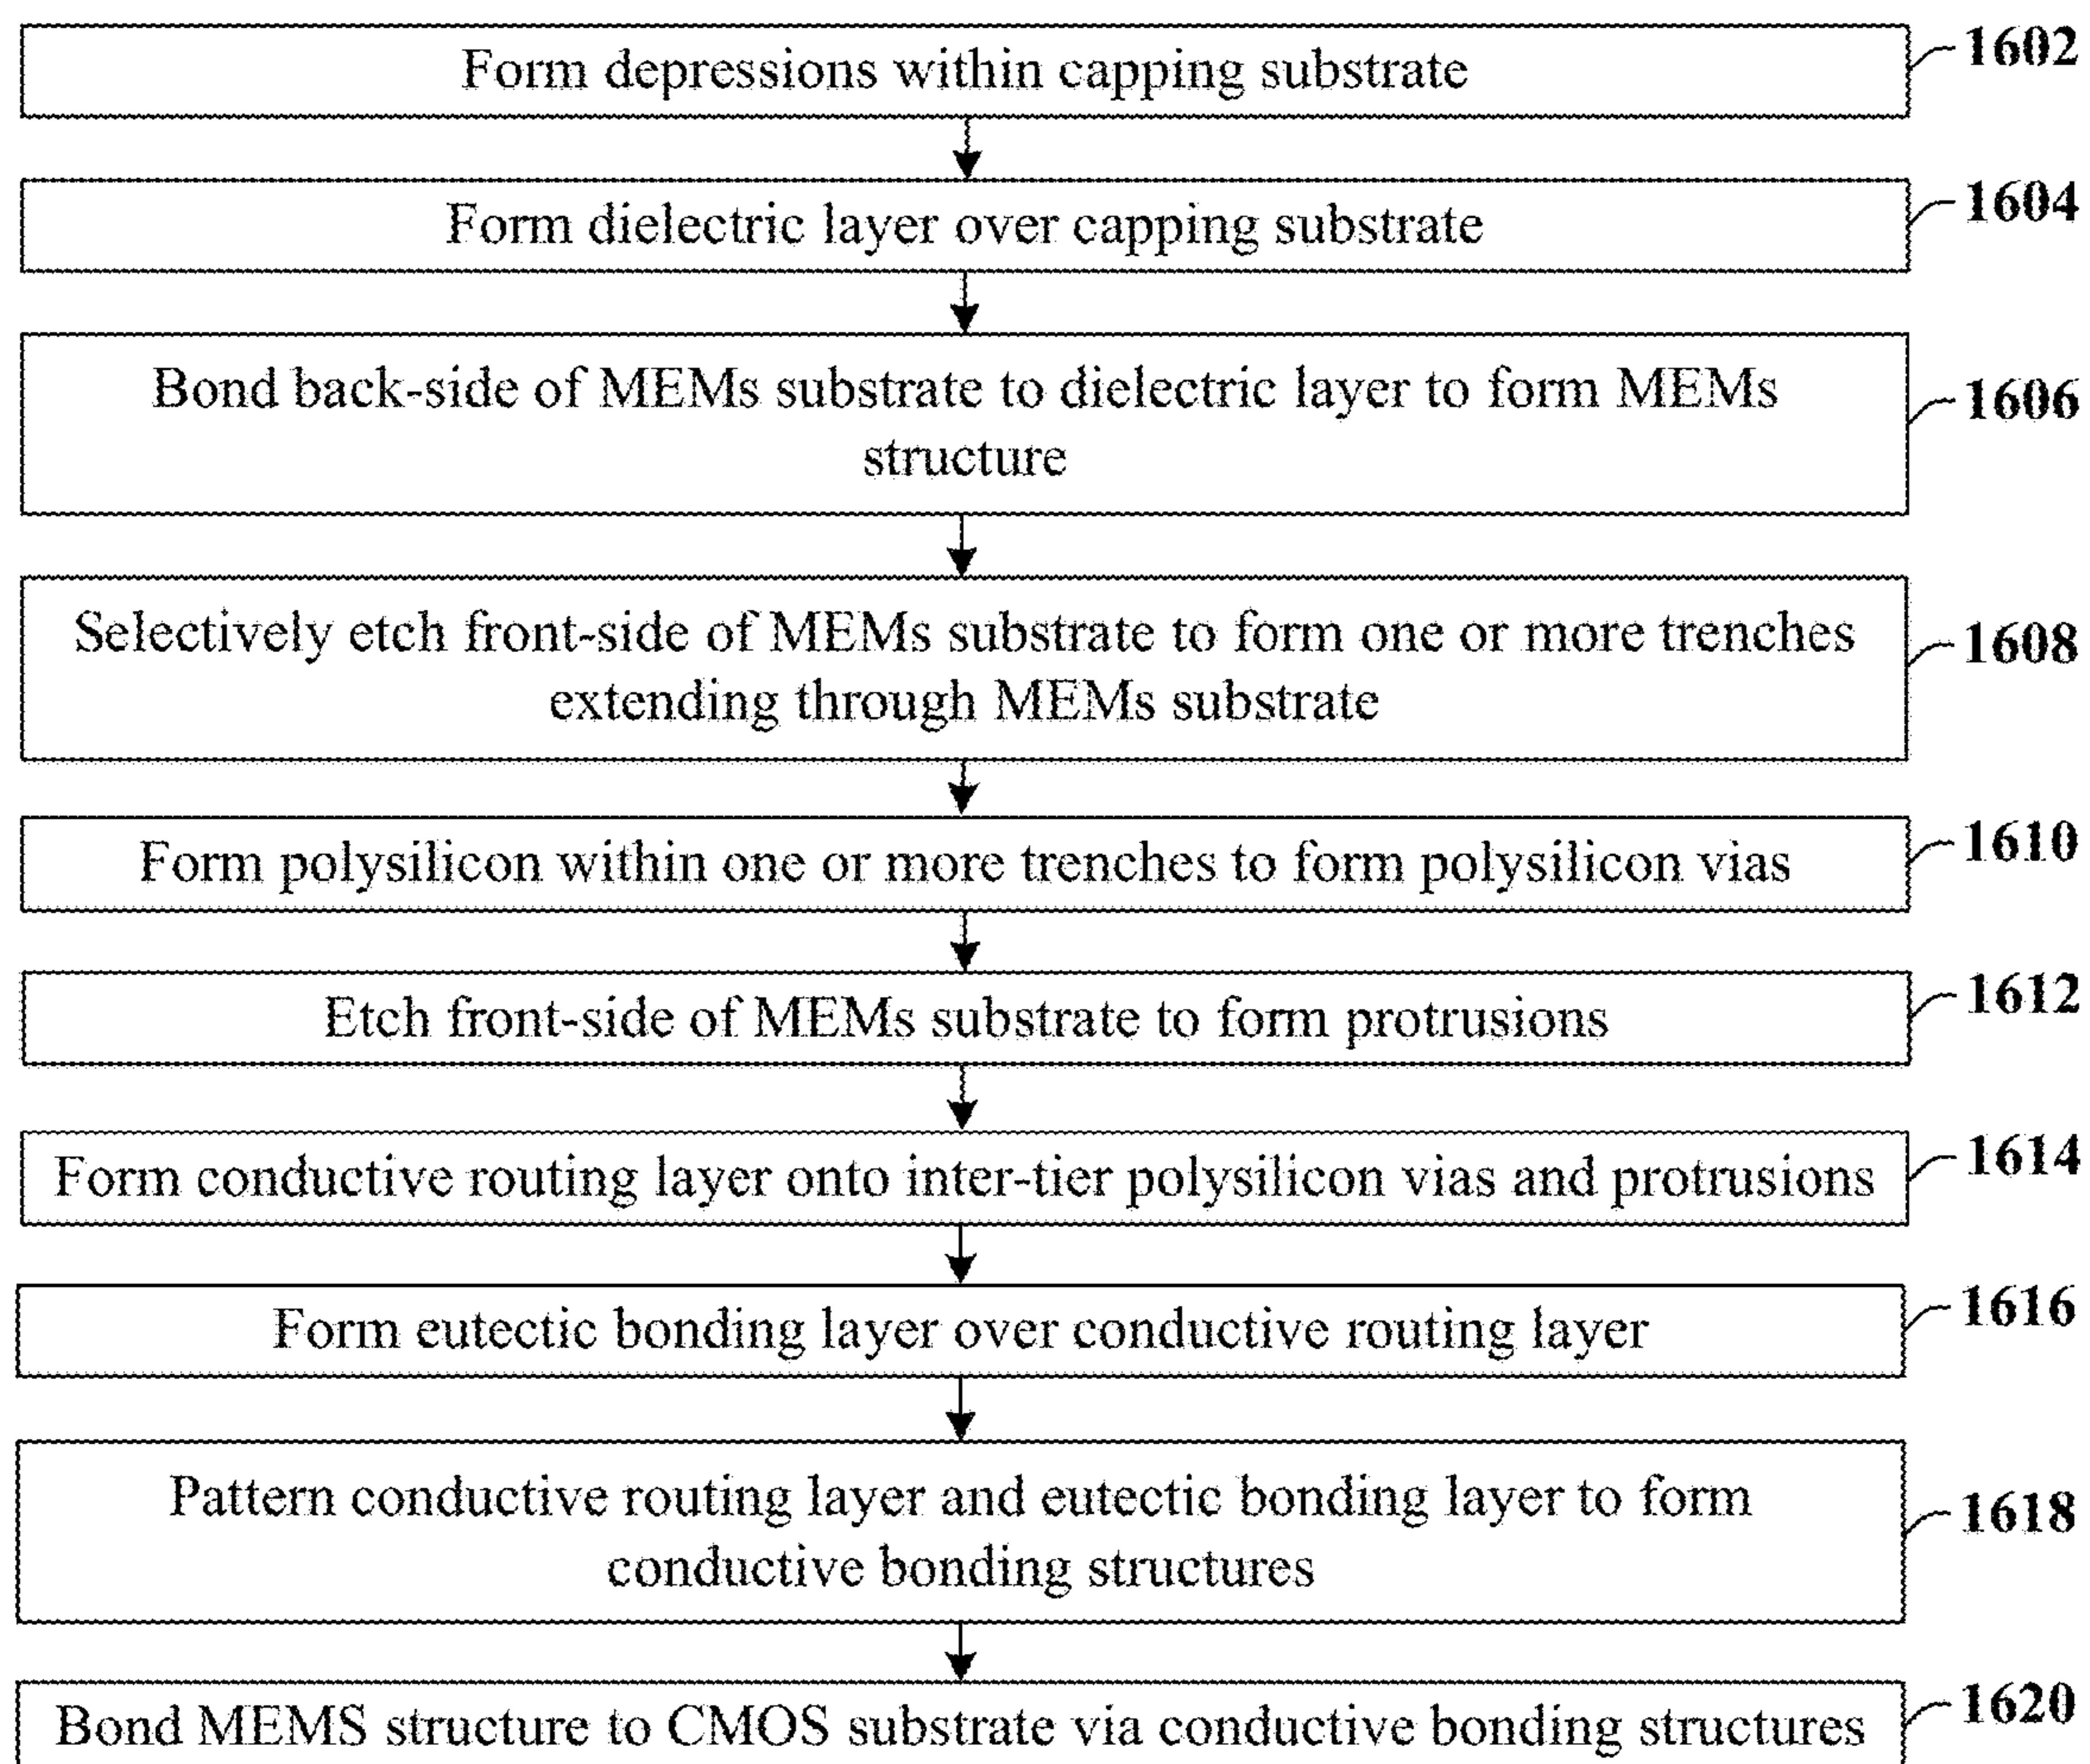 Form depressions within capping substrate
1602
Form dielectric layer over capping substrate
1604
Bond back-side of MEMs substrate to dielectric layer to form MEMs
structure
1606
Selectively etch front-side of MEMs substrate to form one or more trenches
extending through MEMs substrate
1608
Form polysilicon within one or more trenches to form polysilicon vias
1610
Etch front-side of MEMs substrate to form protrusions
1612
Form conductive routing layer onto inter-tier polysilicon vias and protrusions
1614
Form eutectic bonding layer over conductive routing layer
1616
Pattern conductive routing layer and eutectic bonding layer to form
conductive bonding structures
1618
Bond MEMS structure to CMOS substrate via conductive bonding structures
1620